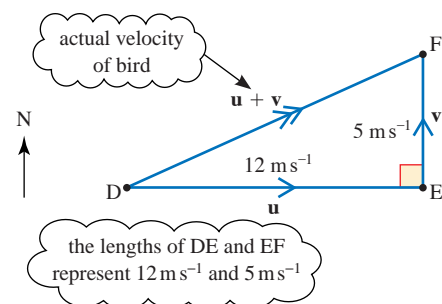 actual velocity
of bird
F
u + v
N
v
5 m s⁻¹
12 m s⁻¹
D
E
u
the lengths of DE and EF
represent 12 m s⁻¹ and 5 m s⁻¹